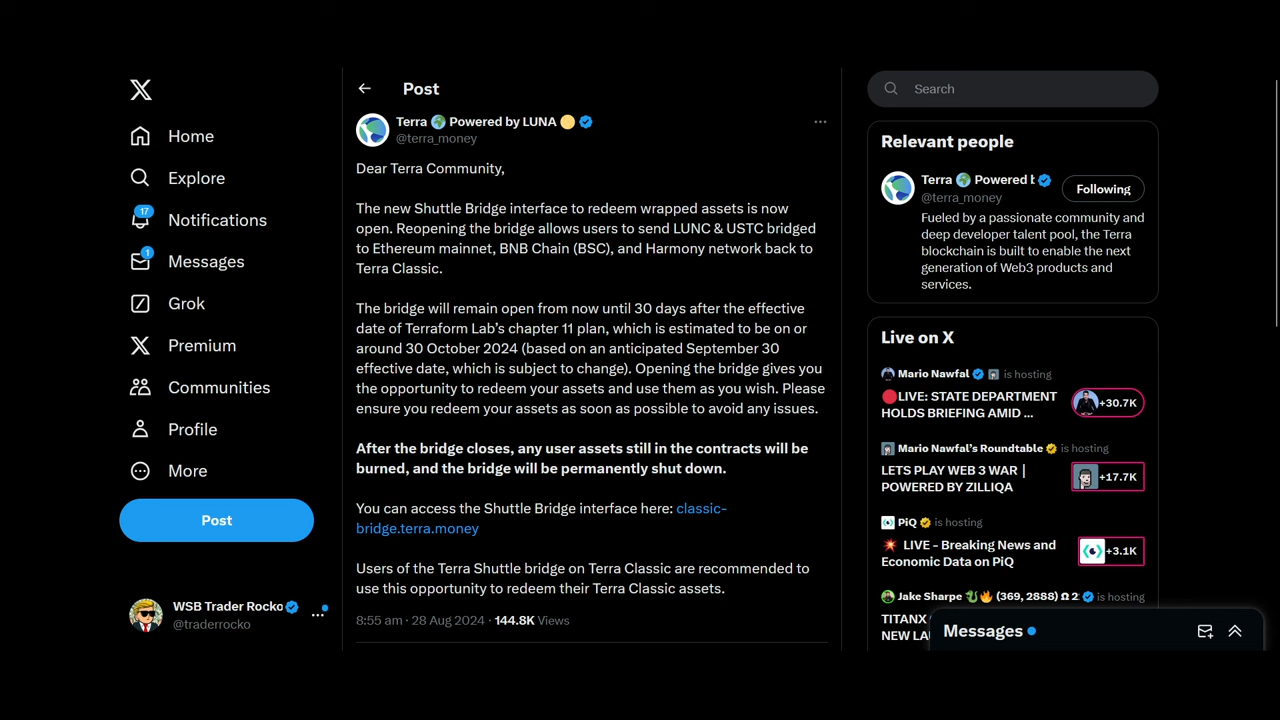 Home
Explore
17
Notifications
1
Messages
Grok
Premium
Communities
Profile
More
Post
WSB Trader Rocko
@traderrocko
Post
Terra 🌍 Powered by LUNA 🟡
@terra_money
Dear Terra Community,
The new Shuttle Bridge interface to redeem wrapped assets is now
open. Reopening the bridge allows users to send LUNC & USTC bridged
to Ethereum mainnet, BNB Chain (BSC), and Harmony network back to
Terra Classic.
The bridge will remain open from now until 30 days after the effective
date of Terraform Lab’s chapter 11 plan, which is estimated to be on or
around 30 October 2024 (based on an anticipated September 30
effective date, which is subject to change). Opening the bridge gives you
the opportunity to redeem your assets and use them as you wish. Please
ensure you redeem your assets as soon as possible to avoid any issues.
After the bridge closes, any user assets still in the contracts will be
burned, and the bridge will be permanently shut down.
You can access the Shuttle Bridge interface here: classic-
bridge.terra.money
Users of the Terra Shuttle bridge on Terra Classic are recommended to
use this opportunity to redeem their Terra Classic assets.
8:55 am · 28 Aug 2024 · 144.8K Views
Search
Relevant people
Terra 🌍 Powered
@terra_money
Following
Fueled by a passionate community and
deep developer talent pool, the Terra
blockchain is built to enable the next
generation of Web3 products and
services.
Live on X
Mario Nawfal is hosting
🔴LIVE: STATE DEPARTMENT
HOLDS BRIEFING AMID ...
+30.7K
Mario Nawfal’s Roundtable is hosting
LETS PLAY WEB 3 WAR |
POWERED BY ZILLIQA
+17.7K
PiQ is hosting
💥 LIVE - Breaking News and
Economic Data on PiQ
+3.1K
Jake Sharpe 🐉🔥 (369, 2888) Ω 2 is hosting
TITANX
NEW
Messages